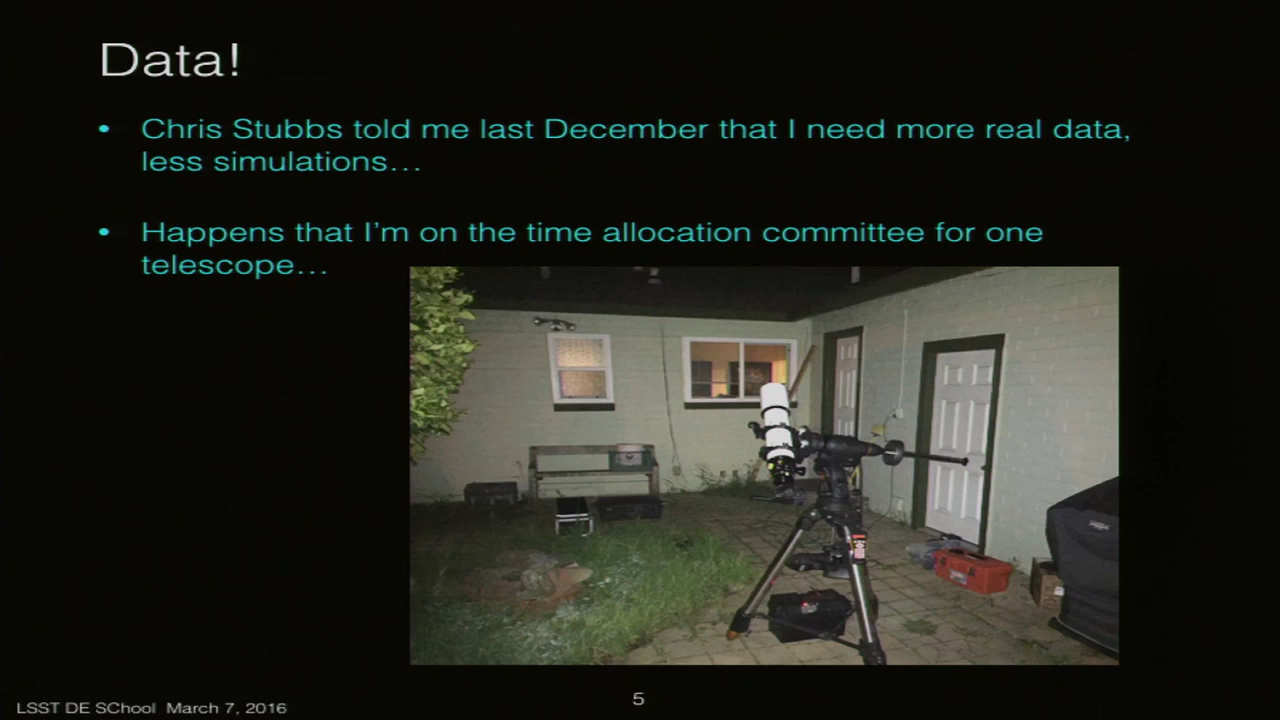 Data!
• Chris Stubbs told me last December that I need more real data,
less simulations…
• Happens that I'm on the time allocation committee for one
telescope…
LSST DE SChool March 7, 2016
5